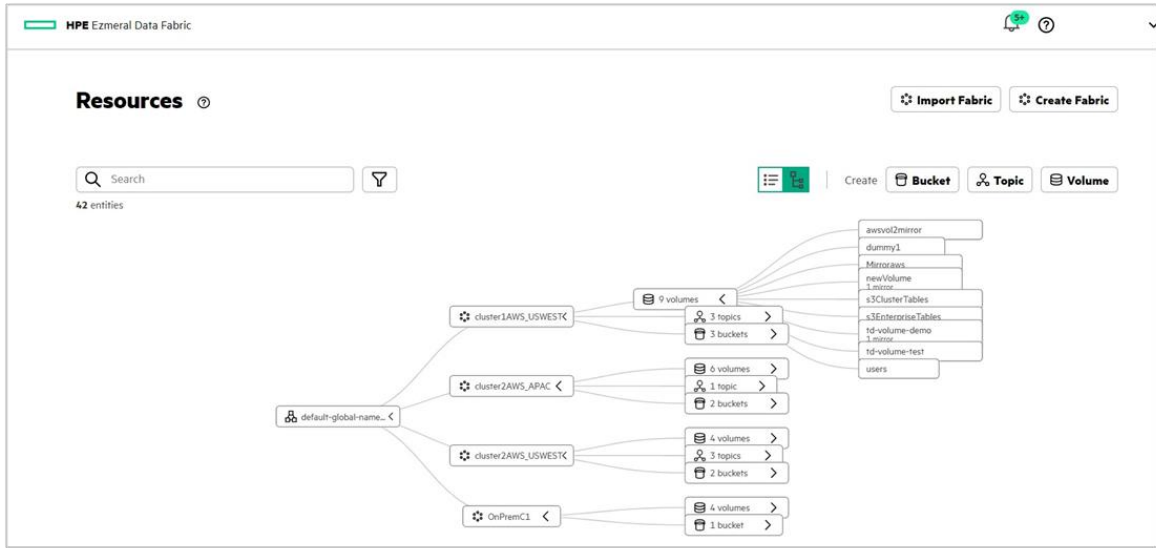 HPE Ezmeral Data Fabric
5+
Resources
Import Fabric
Create Fabric
Search
42 entities
Create
Bucket
Topic
Volume
awsvol2mirror
dummy1
Mirroraws
newVolume
1 mirror
s3ClusterTables
s3EnterpriseTables
td-volume-demo
1 mirror
td-volume-test
users
9 volumes
cluster1AWS_USWEST
3 topics
3 buckets
6 volumes
cluster2AWS_APAC
1 topic
2 buckets
default-global-name...
4 volumes
cluster2AWS_USWEST
3 topics
2 buckets
4 volumes
OnPremC1
1 bucket